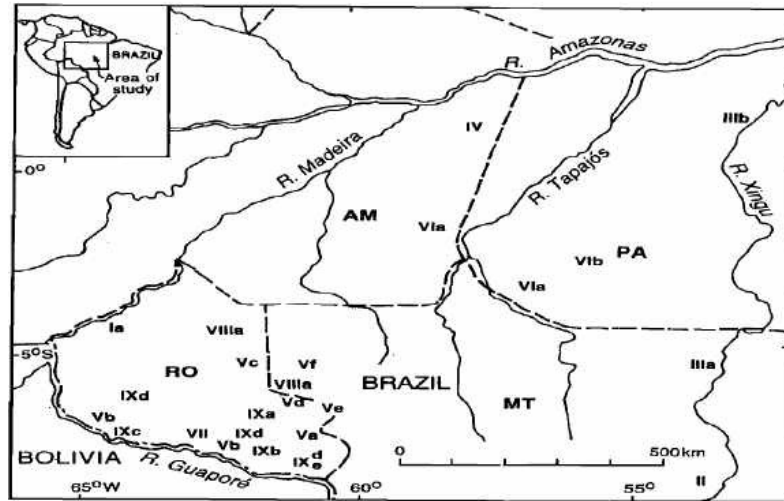 BRAZIL
Area of
study
R. Amazonas
IV
IIIb
0°
R. Madeira
R. Tapajós
R. Xingu
AM
VIa
VIb
PA
VIa
Ia
VIIIa
-5°S
Vc
Vf
BRAZIL
IIIa
RO
VIIIa
IXd
Vd
Ve
MT
Vb
IXa
IXc
VII
IXd
Va
Vb
IXb
IX d
e
0
500km
BOLIVIA
R. Guaporé
II
65°W
60
55°